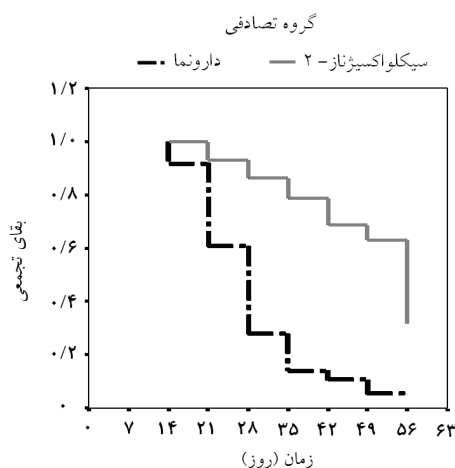 گروه تصادفی
سیکلواکسیژناز-۲
دارونما
۱/۲
۱/۰
۰/۸
۰/۶
۰/۴
۰/۲
۰
بقای تجمعی
۰ ۷ ۱۴ ۲۱ ۲۸ ۳۵ ۴۲ ۴۹ ۵۶ ۶۳
زمان (روز)